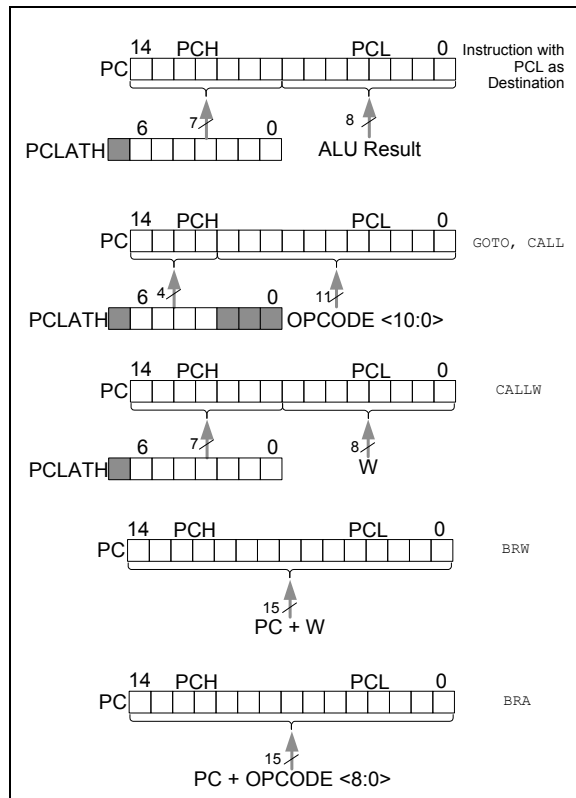 14 PCH PCL 0 Instruction with
PC PCL as
Destination
7 8
6 0
PCLATH ALU Result
14 PCH PCL 0
PC GOTO, CALL
4 11
6 0
PCLATH OPCODE <10:0>
14 PCH PCL 0
PC CALLW
7 8
6 0 W
PCLATH
14 PCH PCL 0
PC BRW
15
PC + W
14 PCH PCL 0
PC BRA
15
PC + OPCODE <8:0>